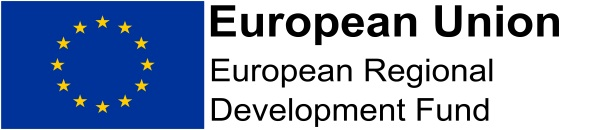 European Union
European Regional
Development Fund